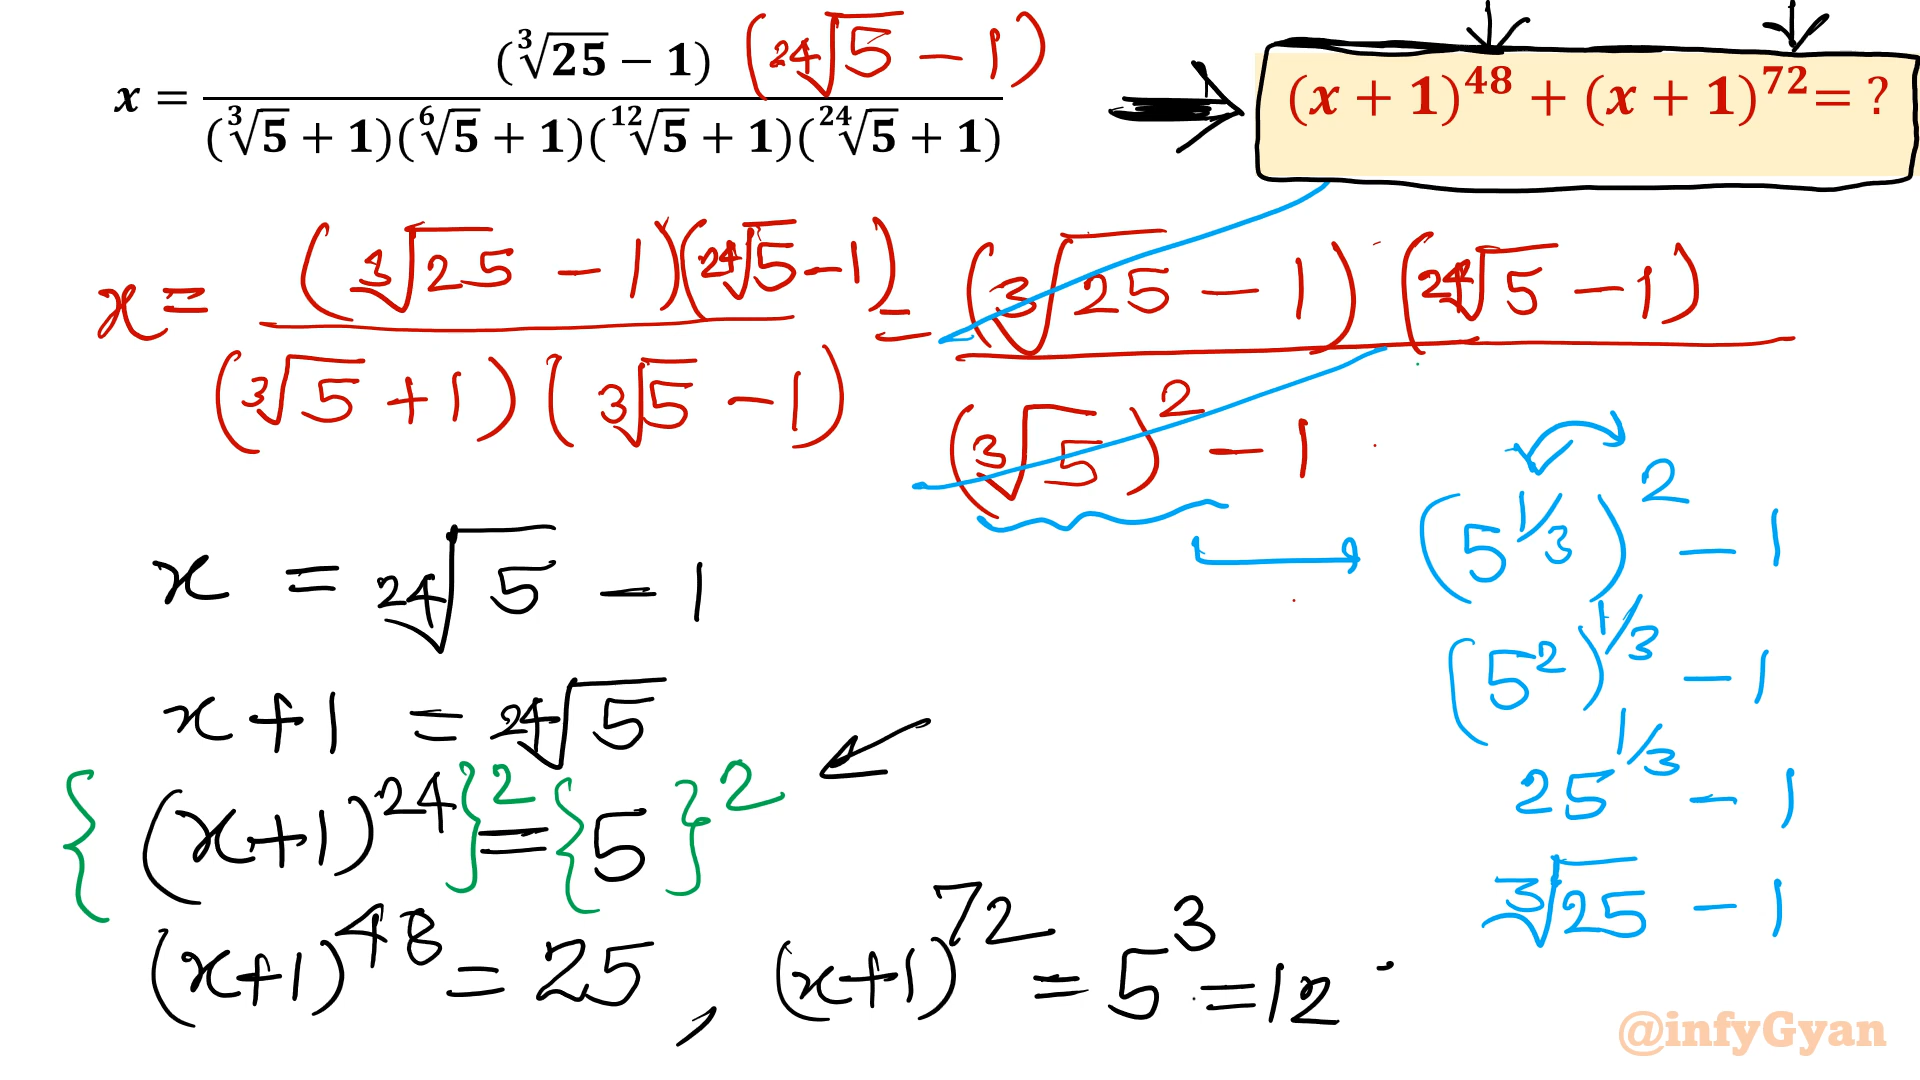 x = (∛25 − 1) (²⁴√5 − 1) / (∛5 + 1)(⁶√5 + 1)(¹²√5 + 1)(²⁴√5 + 1)
(x + 1)⁴⁸ + (x + 1)⁷² = ?
x = (∛25 − 1)(²⁴√5 − 1) / (∛5 + 1)(∛5 − 1) = (∛25 − 1)(²⁴√5 − 1) / (∛5)² − 1
(5^1/3)² − 1
(5²)^1/3 − 1
25^1/3 − 1
∛25 − 1
x = ²⁴√5 − 1
x + 1 = ²⁴√5
{(x+1)²⁴}² = {5}²
(x+1)⁴⁸ = 25 , (x+1)⁷² = 5³ = 12
@infyGyan